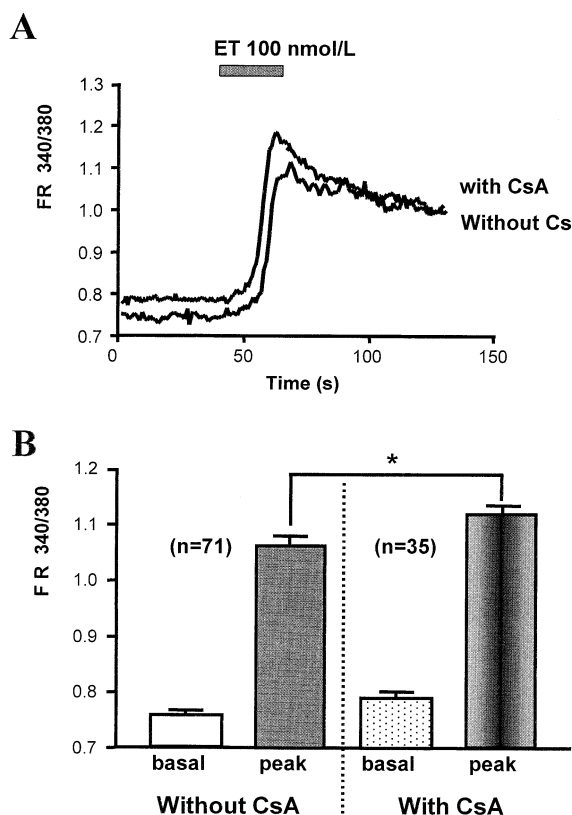 A
ET 100 nmol/L
FR 340/380
1.3
1.2
1.1
1.0
0.9
0.8
0.7
with CsA
Without Cs
0
50
100
150
Time (s)
B
F R 340/380
1.2
1.1
1.0
0.9
0.8
0.7
*
(n=71)
(n=35)
basal
peak
basal
peak
Without CsA
With CsA